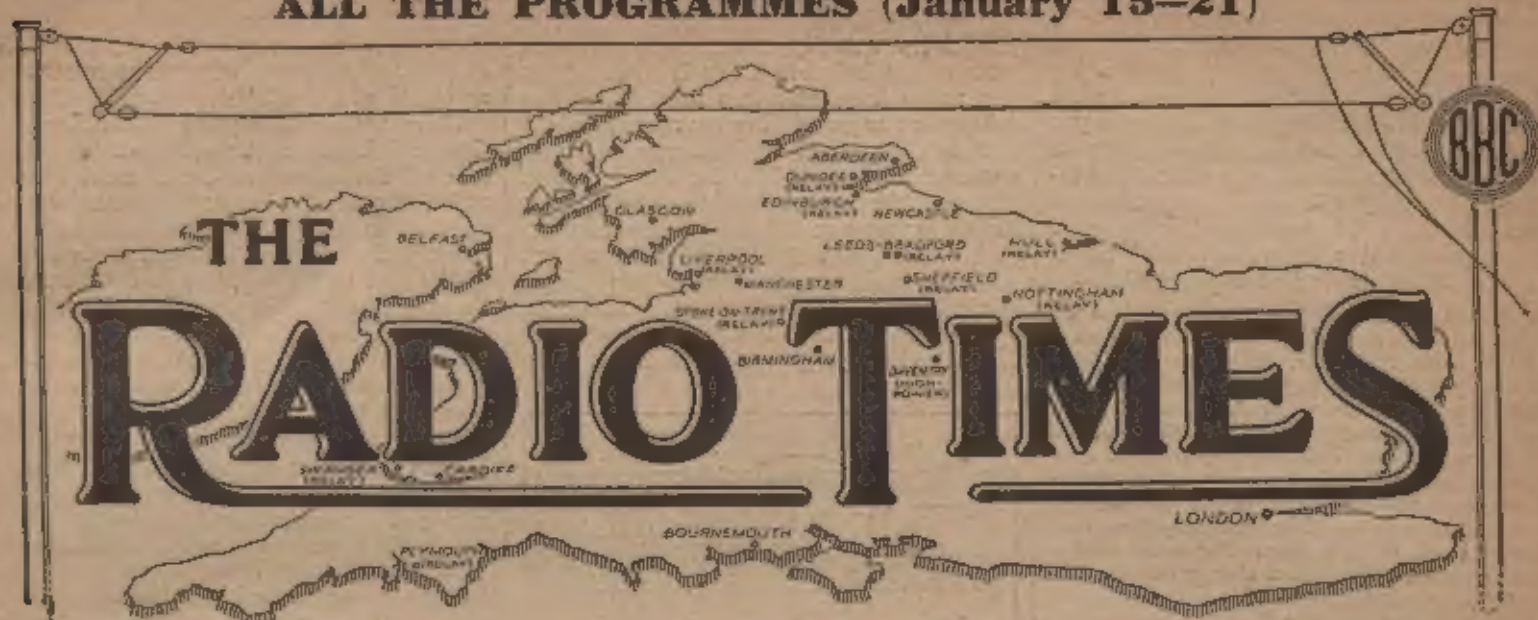 ALL THE PROGRAMMES (January 15—21)
BBC
ABERDEEN
DUNDEE
(RELAY)
EDINBURGH
(RELAY)
NEWCASTLE
GLASGOW
THE
BELFAST
LEEDS-BRADFORD
(RELAY)
HULL
(RELAY)
LIVERPOOL
(RELAY)
MANCHESTER
SHEFFIELD
(RELAY)
NOTTINGHAM
(RELAY)
STOKE ON TRENT
(RELAY)
BIRMINGHAM
DAVENTRY
HIGH-
POWER
RADIO TIMES
SWANSEA
(RELAY)
CARDIFF
LONDON
BOURNEMOUTH
PLYMOUTH
(RELAY)